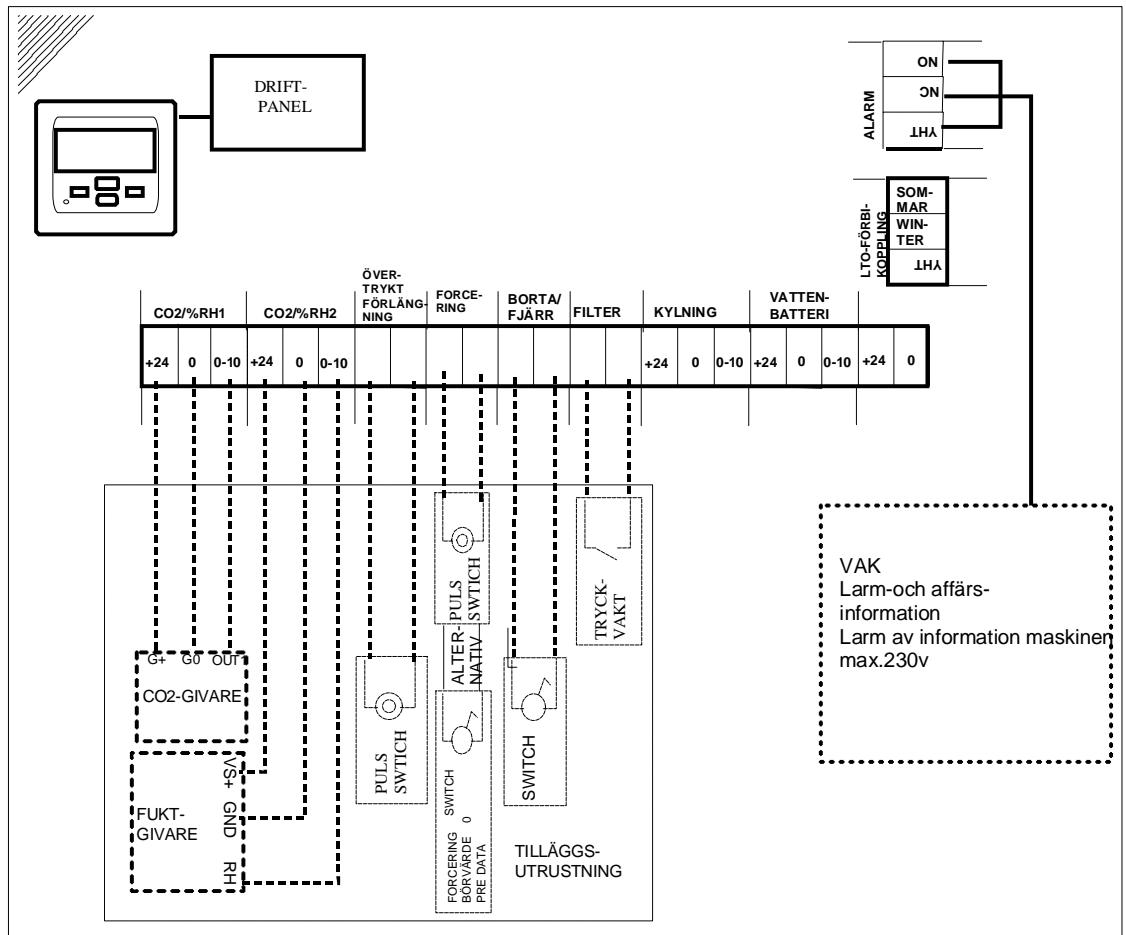 DRIFT-
PANEL
ALARM
NO
NC
YHT
LTO-FÖRBI-
KOPPLING
SOM-
MAR
WIN-
TER
YHT
CO2/%RH1
CO2/%RH2
ÖVER-
TRYKT
FÖRLÄNG-
NING
FORCE-
RING
BORTA/
FJÄRR
FILTER
KYLNING
VATTEN-
BATTERI
+24 0 0-10 +24 0 0-10 +24 0 0-10 +24 0 0-10 +24 0
G+ G0 OUT
CO2-GIVARE
VS+
GND
RH
FUKT-
GIVARE
PULS
SWTICH
PULS
SWTICH
ALTER-
NATIV
SWITCH
FORCERING
BÖRVÄRDE 0
PRE DATA
SWITCH
TRYCK-
VAKT
TILLÄGGS-
UTRUSTNING
VAK
Larm-och affärs-
information
Larm av information maskinen
max.230v